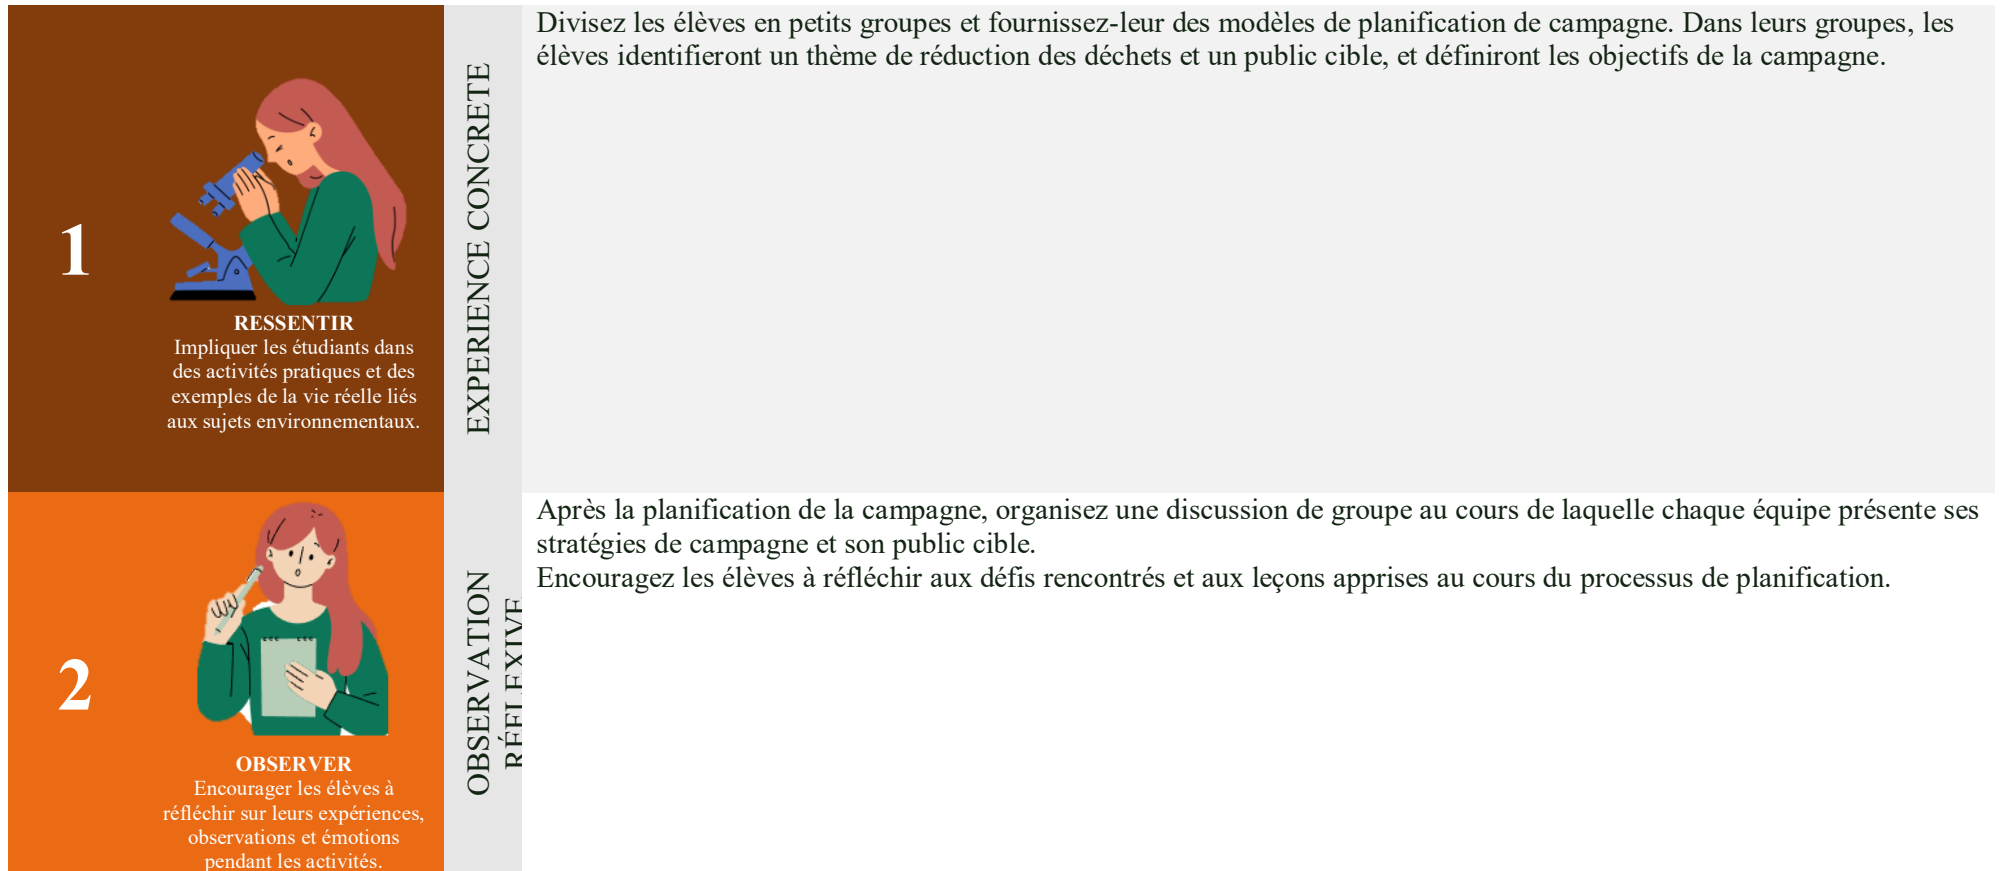 1
RESSENTIR
Impliquer les étudiants dans
des activités pratiques et des
exemples de la vie réelle liés
aux sujets environnementaux.
EXPERIENCE CONCRETE
Divisez les élèves en petits groupes et fournissez-leur des modèles de planification de campagne. Dans leurs groupes, les
élèves identifieront un thème de réduction des déchets et un public cible, et définiront les objectifs de la campagne.
2
OBSERVER
Encourager les élèves à
réfléchir sur leurs expériences,
observations et émotions
pendant les activités.
OBSERVATION
RÉFLEXIVE
Après la planification de la campagne, organisez une discussion de groupe au cours de laquelle chaque équipe présente ses
stratégies de campagne et son public cible.
Encouragez les élèves à réfléchir aux défis rencontrés et aux leçons apprises au cours du processus de planification.